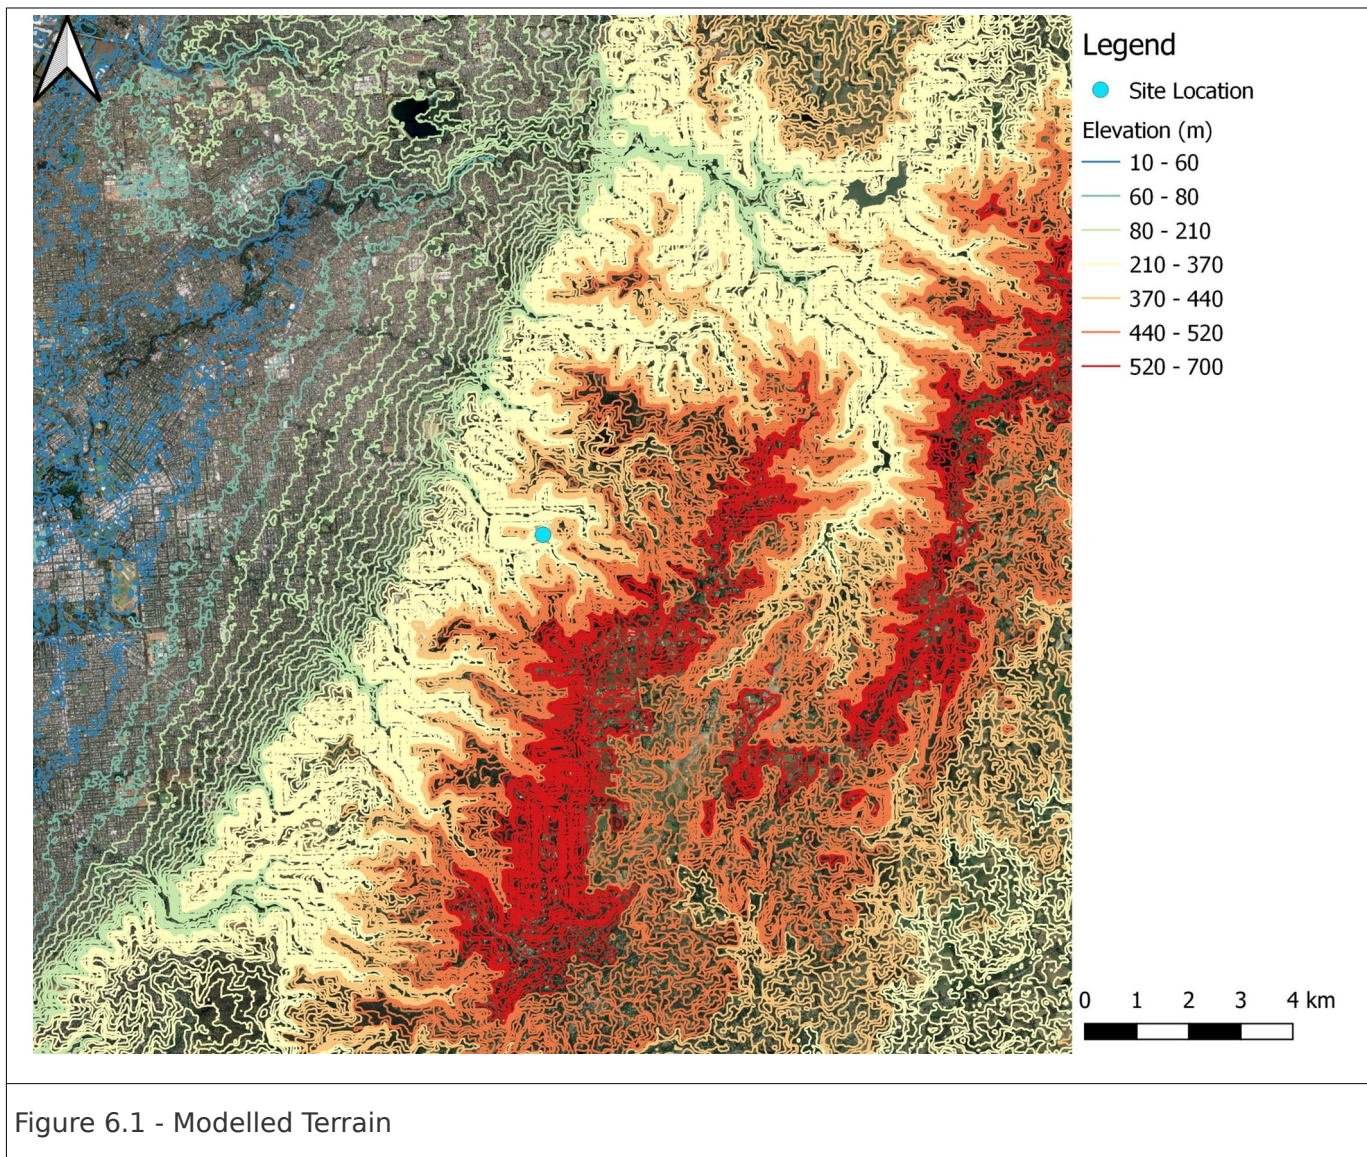 Legend
Site Location
Elevation (m)
10 - 60
60 - 80
80 - 210
210 - 370
370 - 440
440 - 520
520 - 700
0 1 2 3 4 km
Figure 6.1 - Modelled Terrain